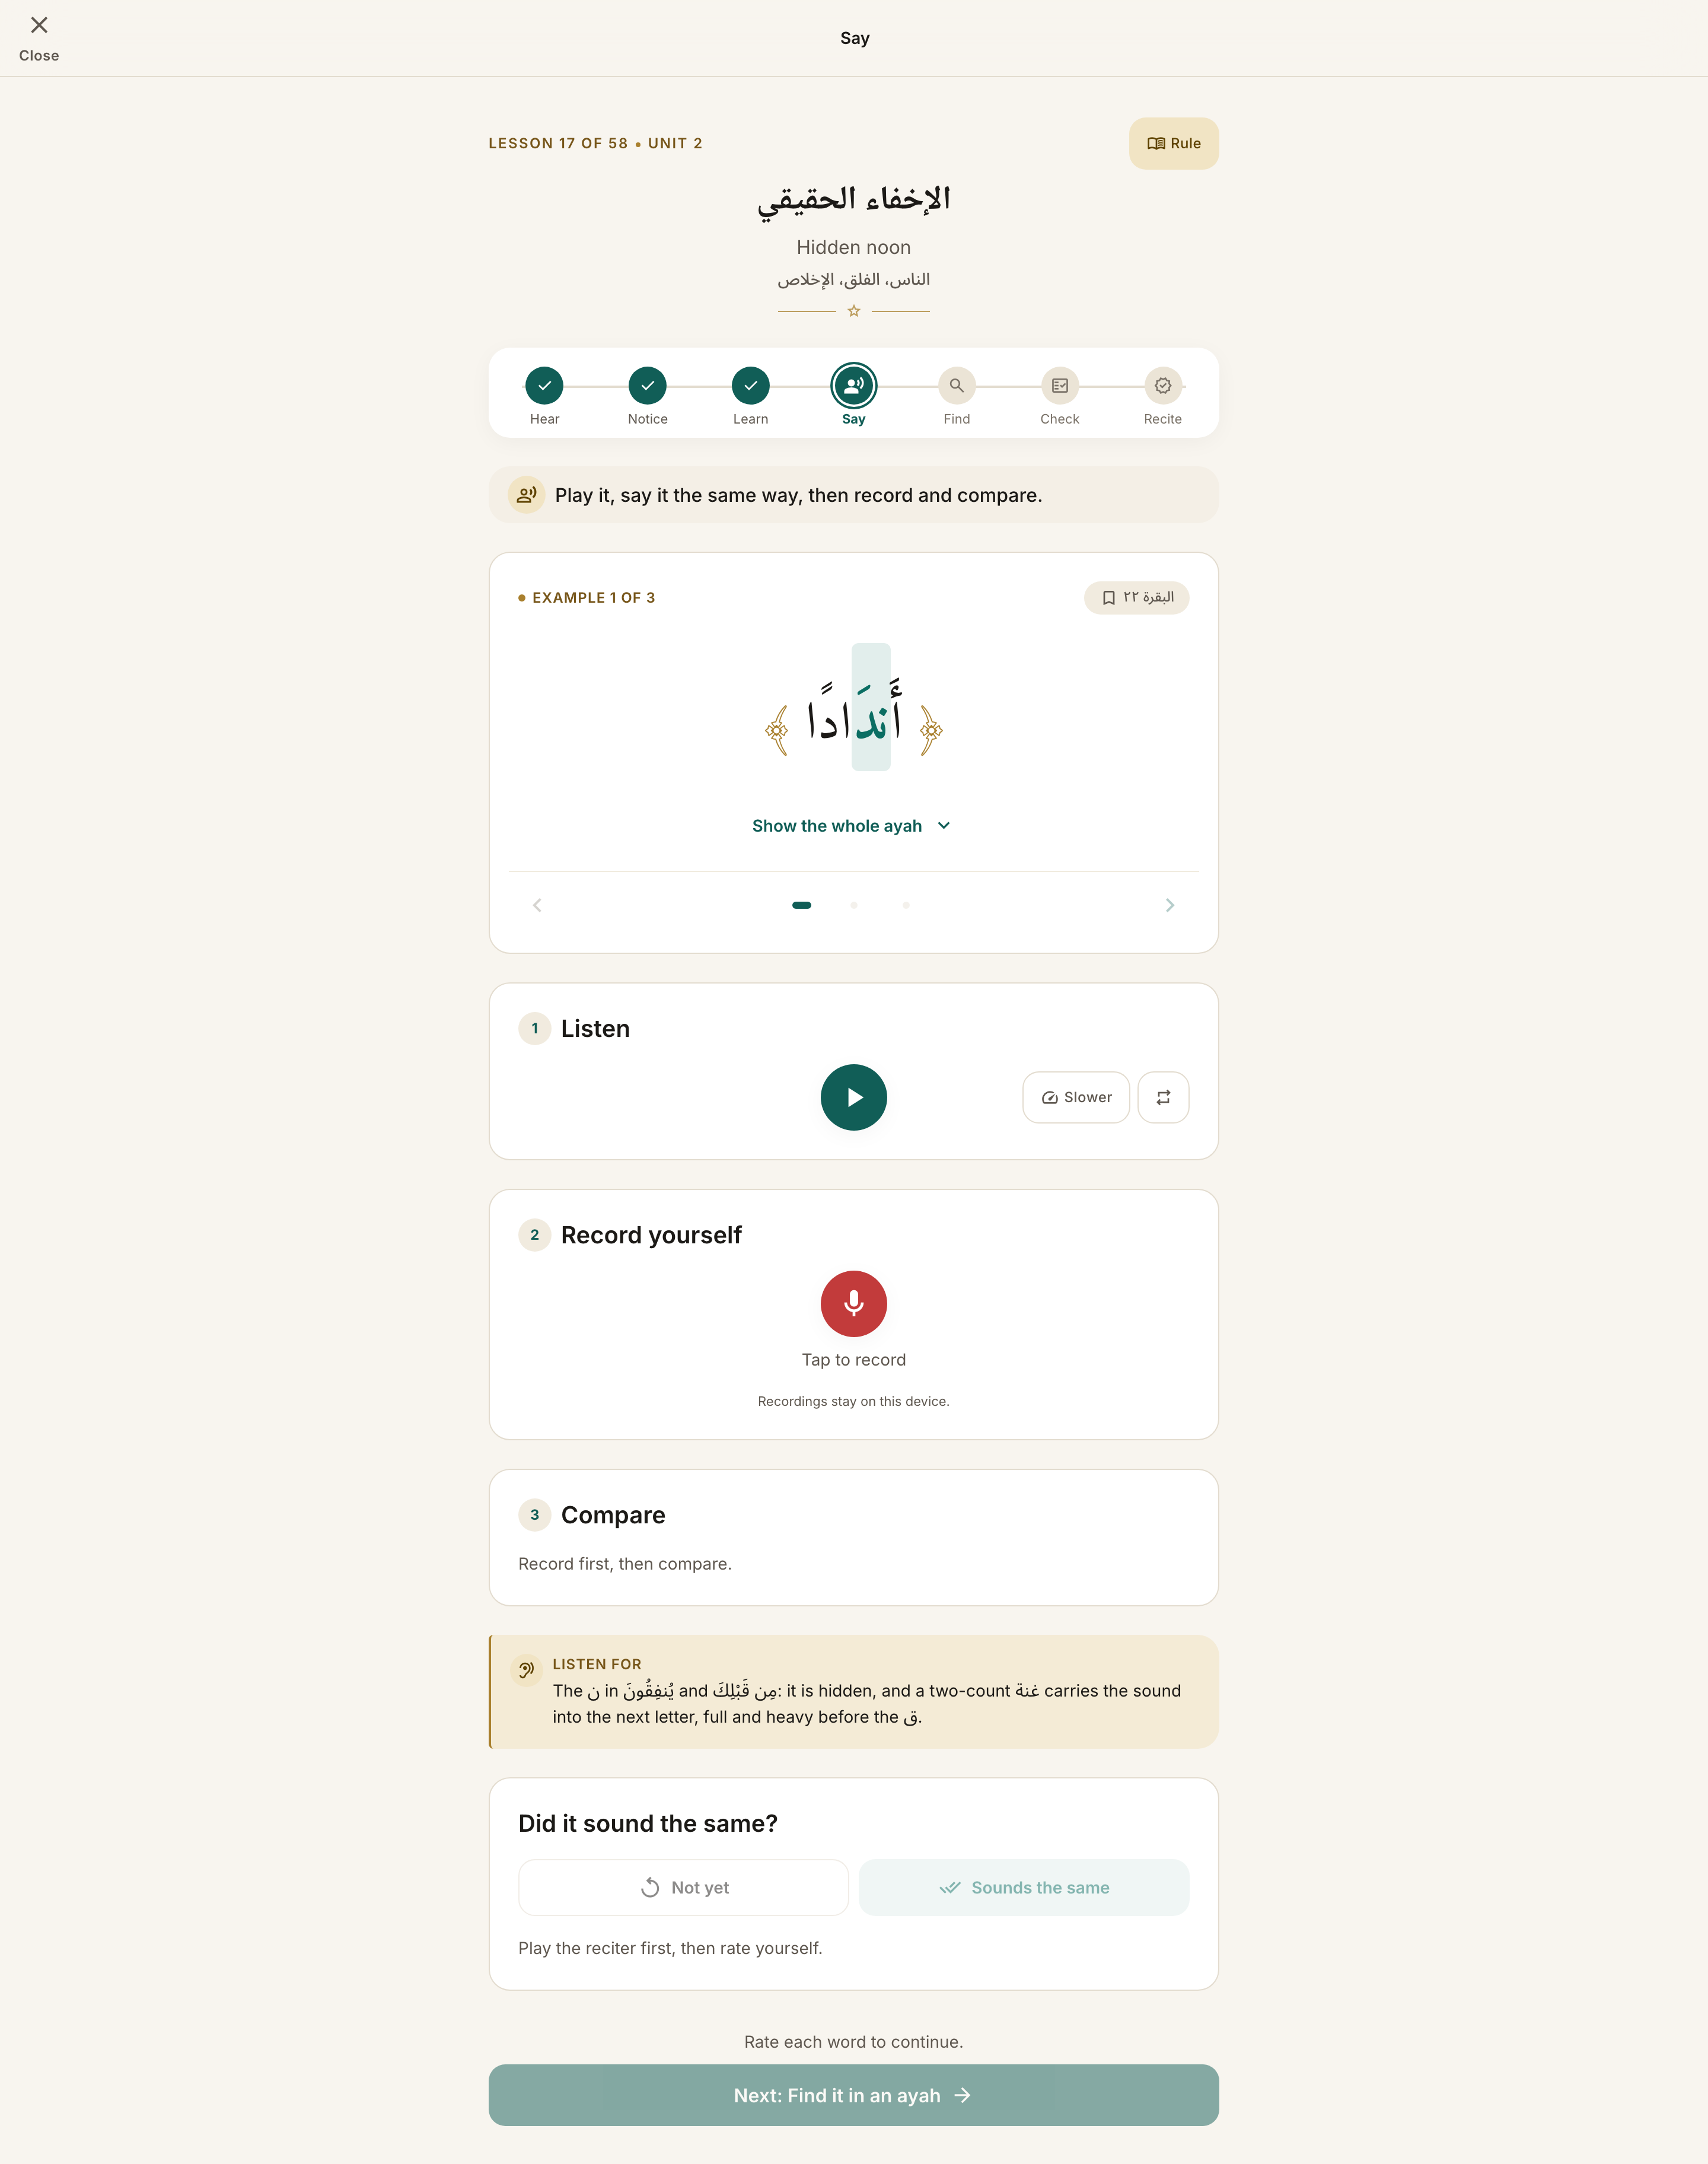 Close
Say
LESSON 17 OF 58 • UNIT 2
Rule
الإخفاء الحقيقي
Hidden noon
الناس، الفلق، الإخلاص
Hear
Notice
Learn
Say
Find
Check
Recite
Play it, say it the same way, then record and compare.
EXAMPLE 1 OF 3
البقرة ٢٢
﴿ أَندَادًا ﴾
Show the whole ayah
1 Listen
Slower
2 Record yourself
Tap to record
Recordings stay on this device.
3 Compare
Record first, then compare.
LISTEN FOR
The ن in يُنفِقُونَ and مِن قَبْلِكَ: it is hidden, and a two-count غنة carries the sound
into the next letter, full and heavy before the ق.
Did it sound the same?
Not yet
Sounds the same
Play the reciter first, then rate yourself.
Rate each word to continue.
Next: Find it in an ayah